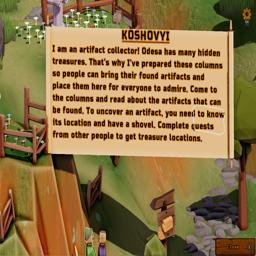 KOSHOVYI
I am an artifact collector! Odesa has many hidden
treasures. That's why I've prepared these columns
so people can bring their found artifacts and
place them here for everyone to admire. Come to
the columns and read about the artifacts that can
be found. To uncover an artifact, you need to know
its location and have a shovel. Complete quests
from other people to get treasure locations.